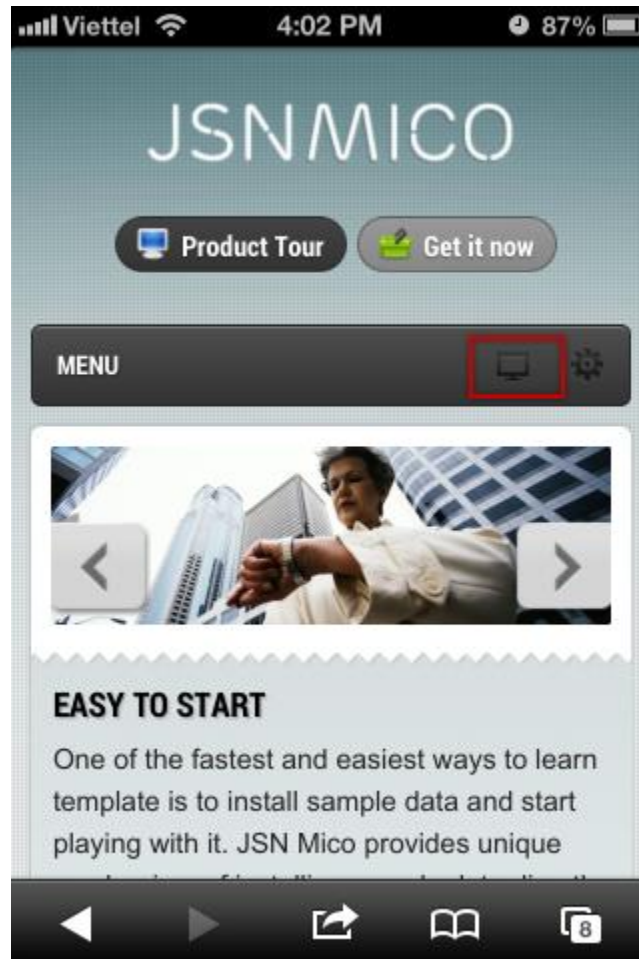 Viettel 4:02 PM 87%
JSNMICO
Product Tour Get it now
MENU
EASY TO START
One of the fastest and easiest ways to learn
template is to install sample data and start
playing with it. JSN Mico provides unique
8